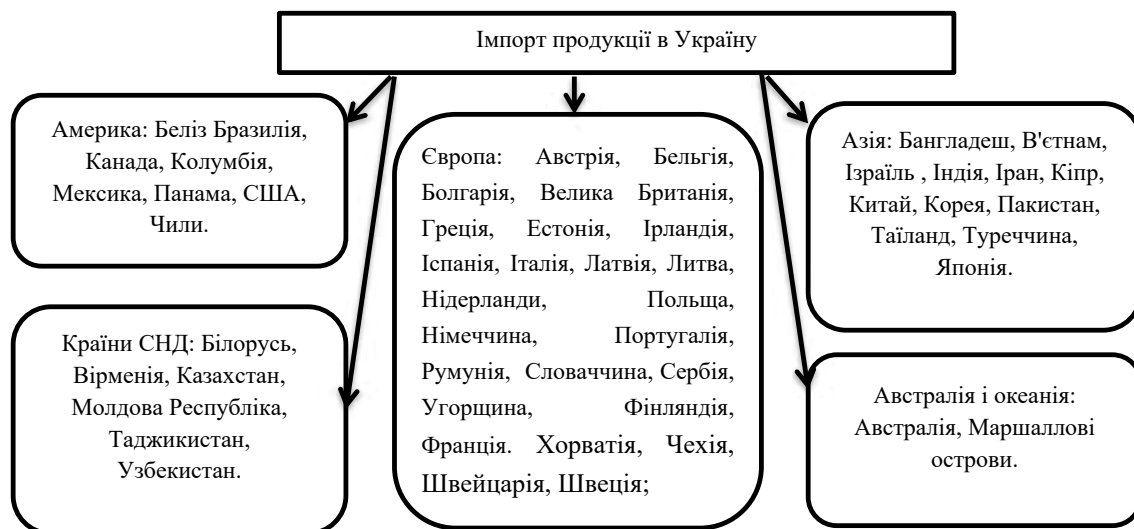 Імпорт продукції в Україну
Америка: Беліз Бразилія,
Канада, Колумбія,
Мексика, Панама, США,
Чили.
Країни СНД: Білорусь,
Вірменія, Казахстан,
Молдова Республіка,
Таджикистан,
Узбекистан.
Європа: Австрія, Бельгія,
Болгарія, Велика Британія,
Греція, Естонія, Ірландія,
Іспанія, Італія, Латвія, Литва,
Нідерланди, Польща,
Німеччина, Португалія,
Румунія, Словаччина, Сербія,
Угорщина, Фінляндія,
Франція. Хорватія, Чехія,
Швейцарія, Швеція;
Азія: Бангладеш, В'єтнам,
Ізраїль , Індія, Іран, Кіпр,
Китай, Корея, Пакистан,
Таїланд, Туреччина,
Японія.
Австралія і океанія:
Австралія, Маршаллові
острови.